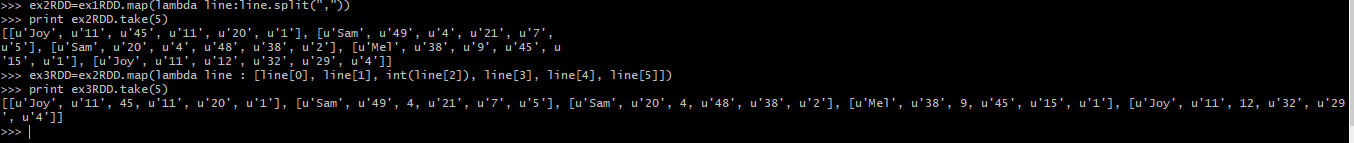 >>> ex2RDD=ex1RDD.map(lambda line:line.split(","))
>>> print ex2RDD.take(5)
[[u'Joy', u'11', u'45', u'11', u'20', u'1'], [u'Sam', u'49', u'4', u'21', u'7',
u'5'], [u'Sam', u'20', u'4', u'48', u'38', u'2'], [u'Mel', u'38', u'9', u'45', u
'15', u'1'], [u'Joy', u'11', u'12', u'32', u'29', u'4']]
>>> ex3RDD=ex2RDD.map(lambda line : [line[0], line[1], int(line[2]), line[3], line[4], line[5]])
>>> print ex3RDD.take(5)
[[u'Joy', u'11', 45, u'11', u'20', u'1'], [u'Sam', u'49', 4, u'21', u'7', u'5'], [u'Sam', u'20', 4, u'48', u'38', u'2'], [u'Mel', u'38', 9, u'45', u'15', u'1'], [u'Joy', u'11', 12, u'32', u'29
', u'4']]
>>>